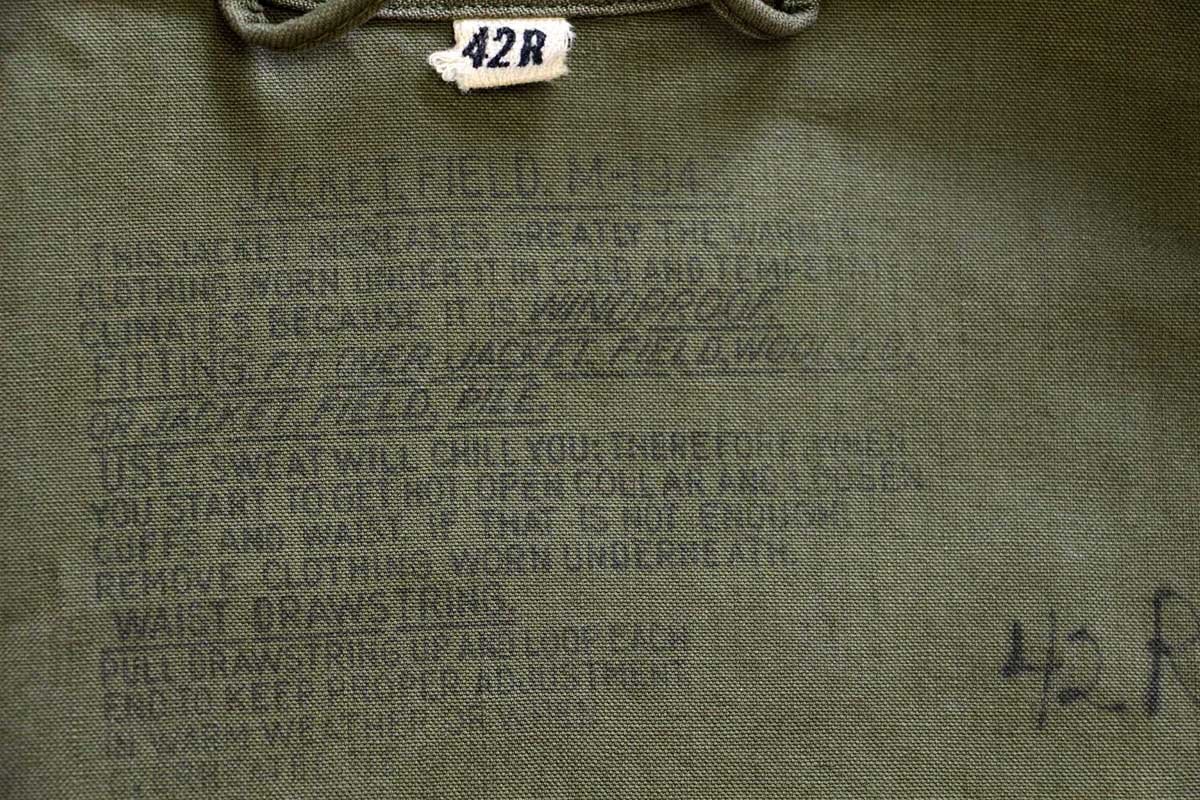 42R
JACKET, FIELD, M-1943
THIS JACKET INCREASES GREATLY THE WARMTH
CLOTHING WORN UNDER IT IN COLD AND TEMPERATE
CLIMATES BECAUSE IT IS WINDPROOF.
FITTING: FIT OVER JACKET, FIELD, WOOL, O.D.,
OR JACKET, FIELD, PILE.
USE: SWEAT WILL CHILL YOU; THEREFORE WHEN
YOU START TO GET HOT OPEN COLLAR AND LOOSEN
CUFFS AND WAIST. IF THAT IS NOT ENOUGH,
REMOVE CLOTHING WORN UNDERNEATH.
WAIST DRAWSTRING.
PULL DRAWSTRING UP AND LOOP EACH
END TO KEEP PROPER ADJUSTMENT
IN WARM WEATHER OR WHEN
42 R